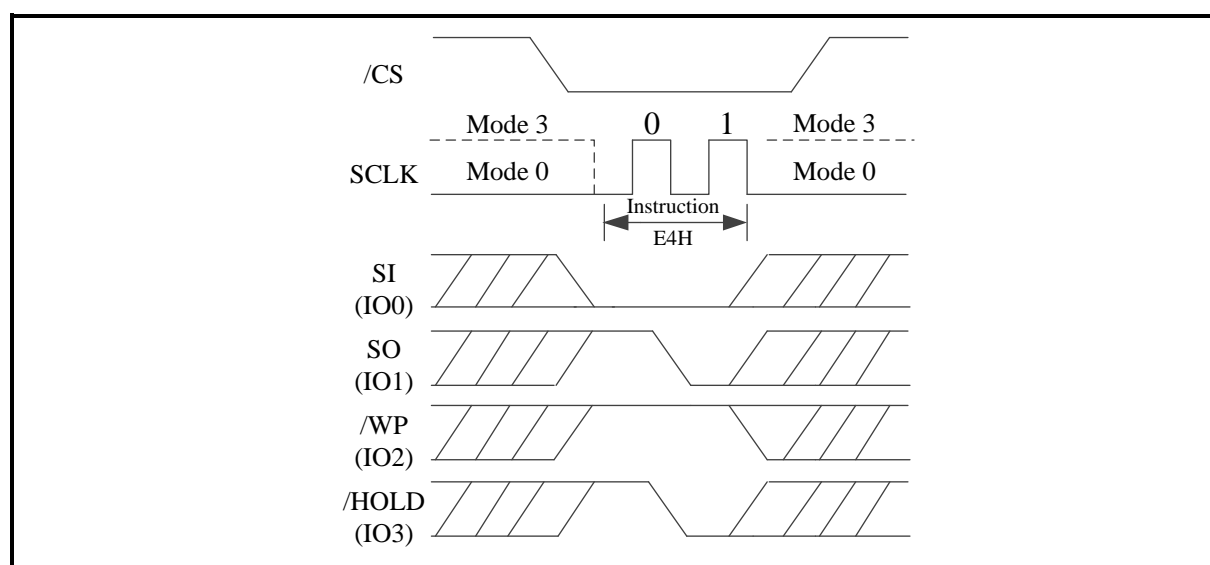 /CS
Mode 3 0 1 Mode 3
SCLK Mode 0 Mode 0
Instruction
E4H
SI
(IO0)
SO
(IO1)
/WP
(IO2)
/HOLD
(IO3)